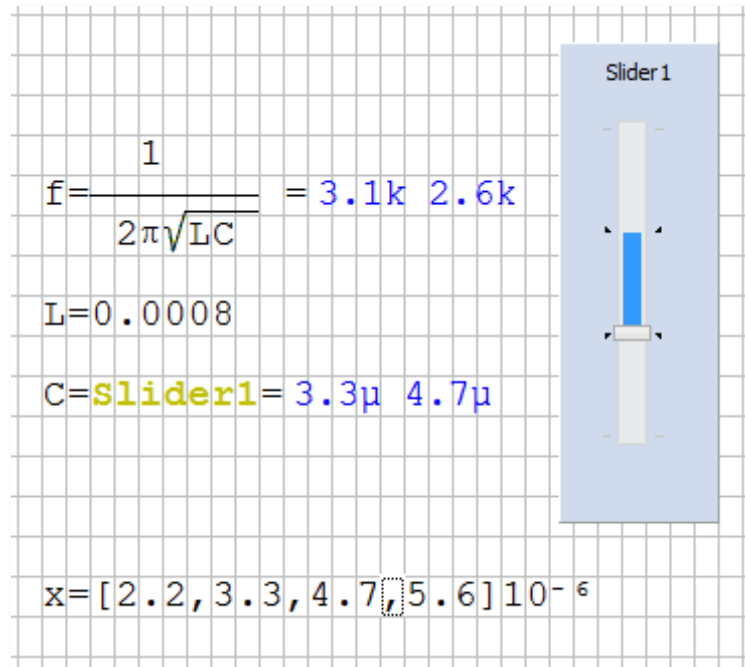 Slider1
f=1/2π√LC = 3.1k 2.6k
L=0.0008
C=Slider1= 3.3µ 4.7µ
x=[2.2,3.3,4.7,5.6]10⁻⁶